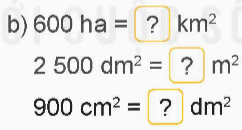 b) 600 ha = ? km²
2 500 dm² = ? m²
900 cm² = ? dm²